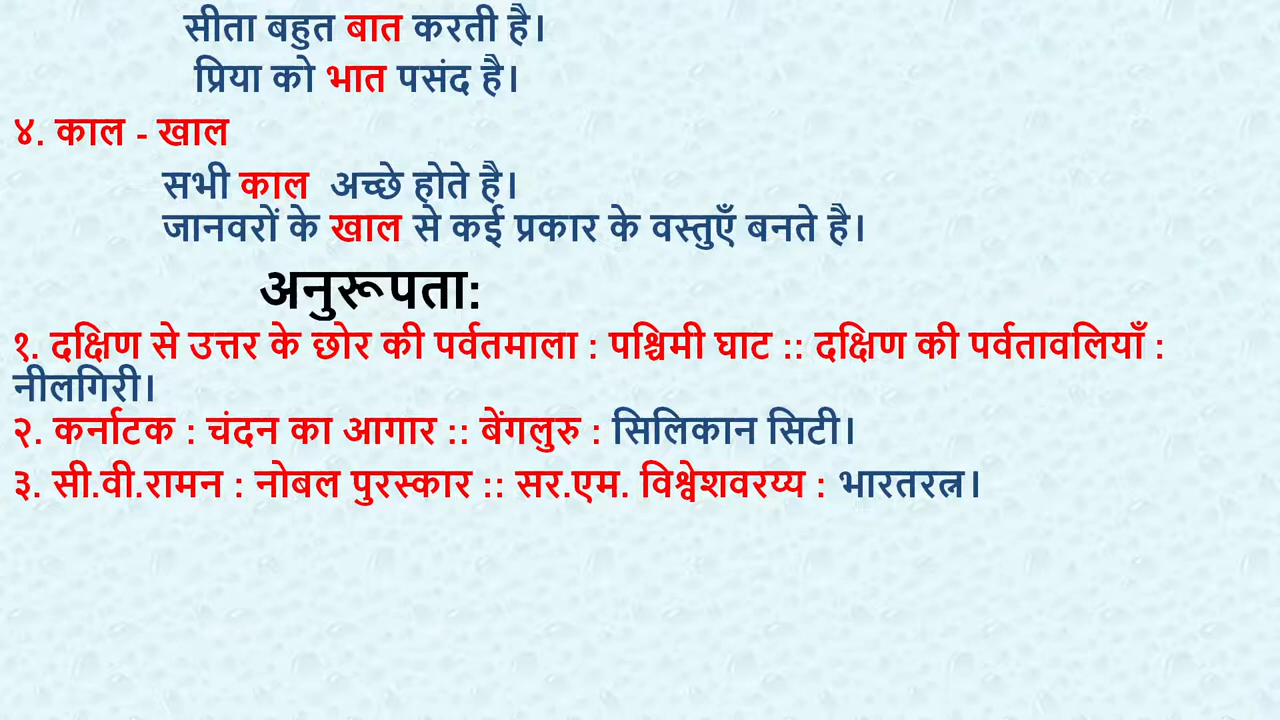 सीता बहुत बात करती है।
प्रिया को भात पसंद है।
४. काल - खाल
सभी काल अच्छे होते है।
जानवरों के खाल से कई प्रकार के वस्तुएँ बनते है।
अनुरूपता:
१. दक्षिण से उत्तर के छोर की पर्वतमाला : पश्चिमी घाट :: दक्षिण की पर्वतावलियाँ :
नीलगिरी।
२. कर्नाटक : चंदन का आगार :: बेंगलुरु : सिलिकान सिटी।
३. सी.वी.रामन : नोबल पुरस्कार :: सर.एम. विश्वेशवरय्य : भारतरत्न।